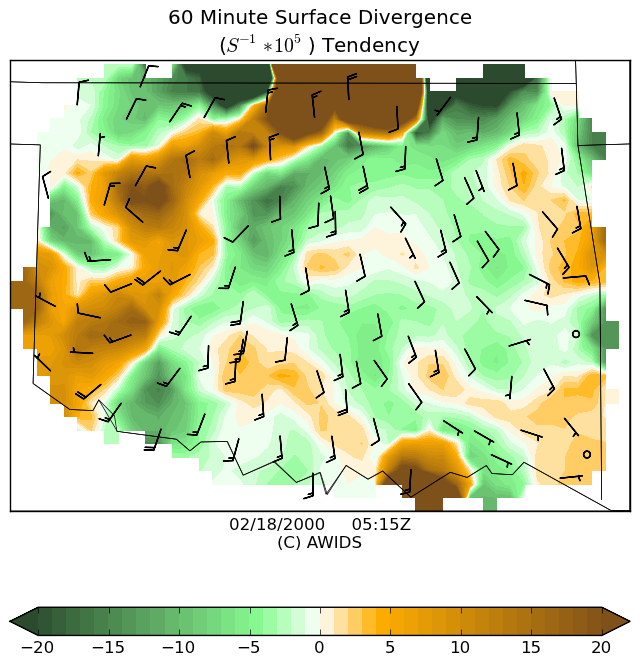 60 Minute Surface Divergence
(S⁻¹ *10⁵ ) Tendency
02/18/2000 05:15Z
(C) AWIDS
−20 −15 −10 −5 0 5 10 15 20